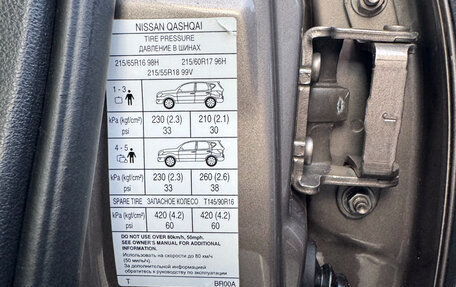 NISSAN QASHQAI
TIRE PRESSURE
ДАВЛЕНИЕ В ШИНАХ
215/65R16 98H 215/60R17 96H
215/55R18 99V
1 - 3
kPa (kgf/cm²) 230 (2.3) 210 (2.1)
psi 33 30
4 - 5
kPa (kgf/cm²) 230 (2.3) 260 (2.6)
psi 33 38
SPARE TIRE ЗАПАСНОЕ КОЛЕСО T145/90R16
kPa (kgf/cm²) 420 (4.2) 420 (4.2)
psi 60 60
DO NOT USE OVER 80km/h, 50mph.
SEE OWNER'S MANUAL FOR ADDITIONAL
INFORMATION.
Использовать на скорости до 80 км/ч
(50 миль/ч)
За дополнительной информацией
обратитесь к руководству по эксплуатации
T BR00A